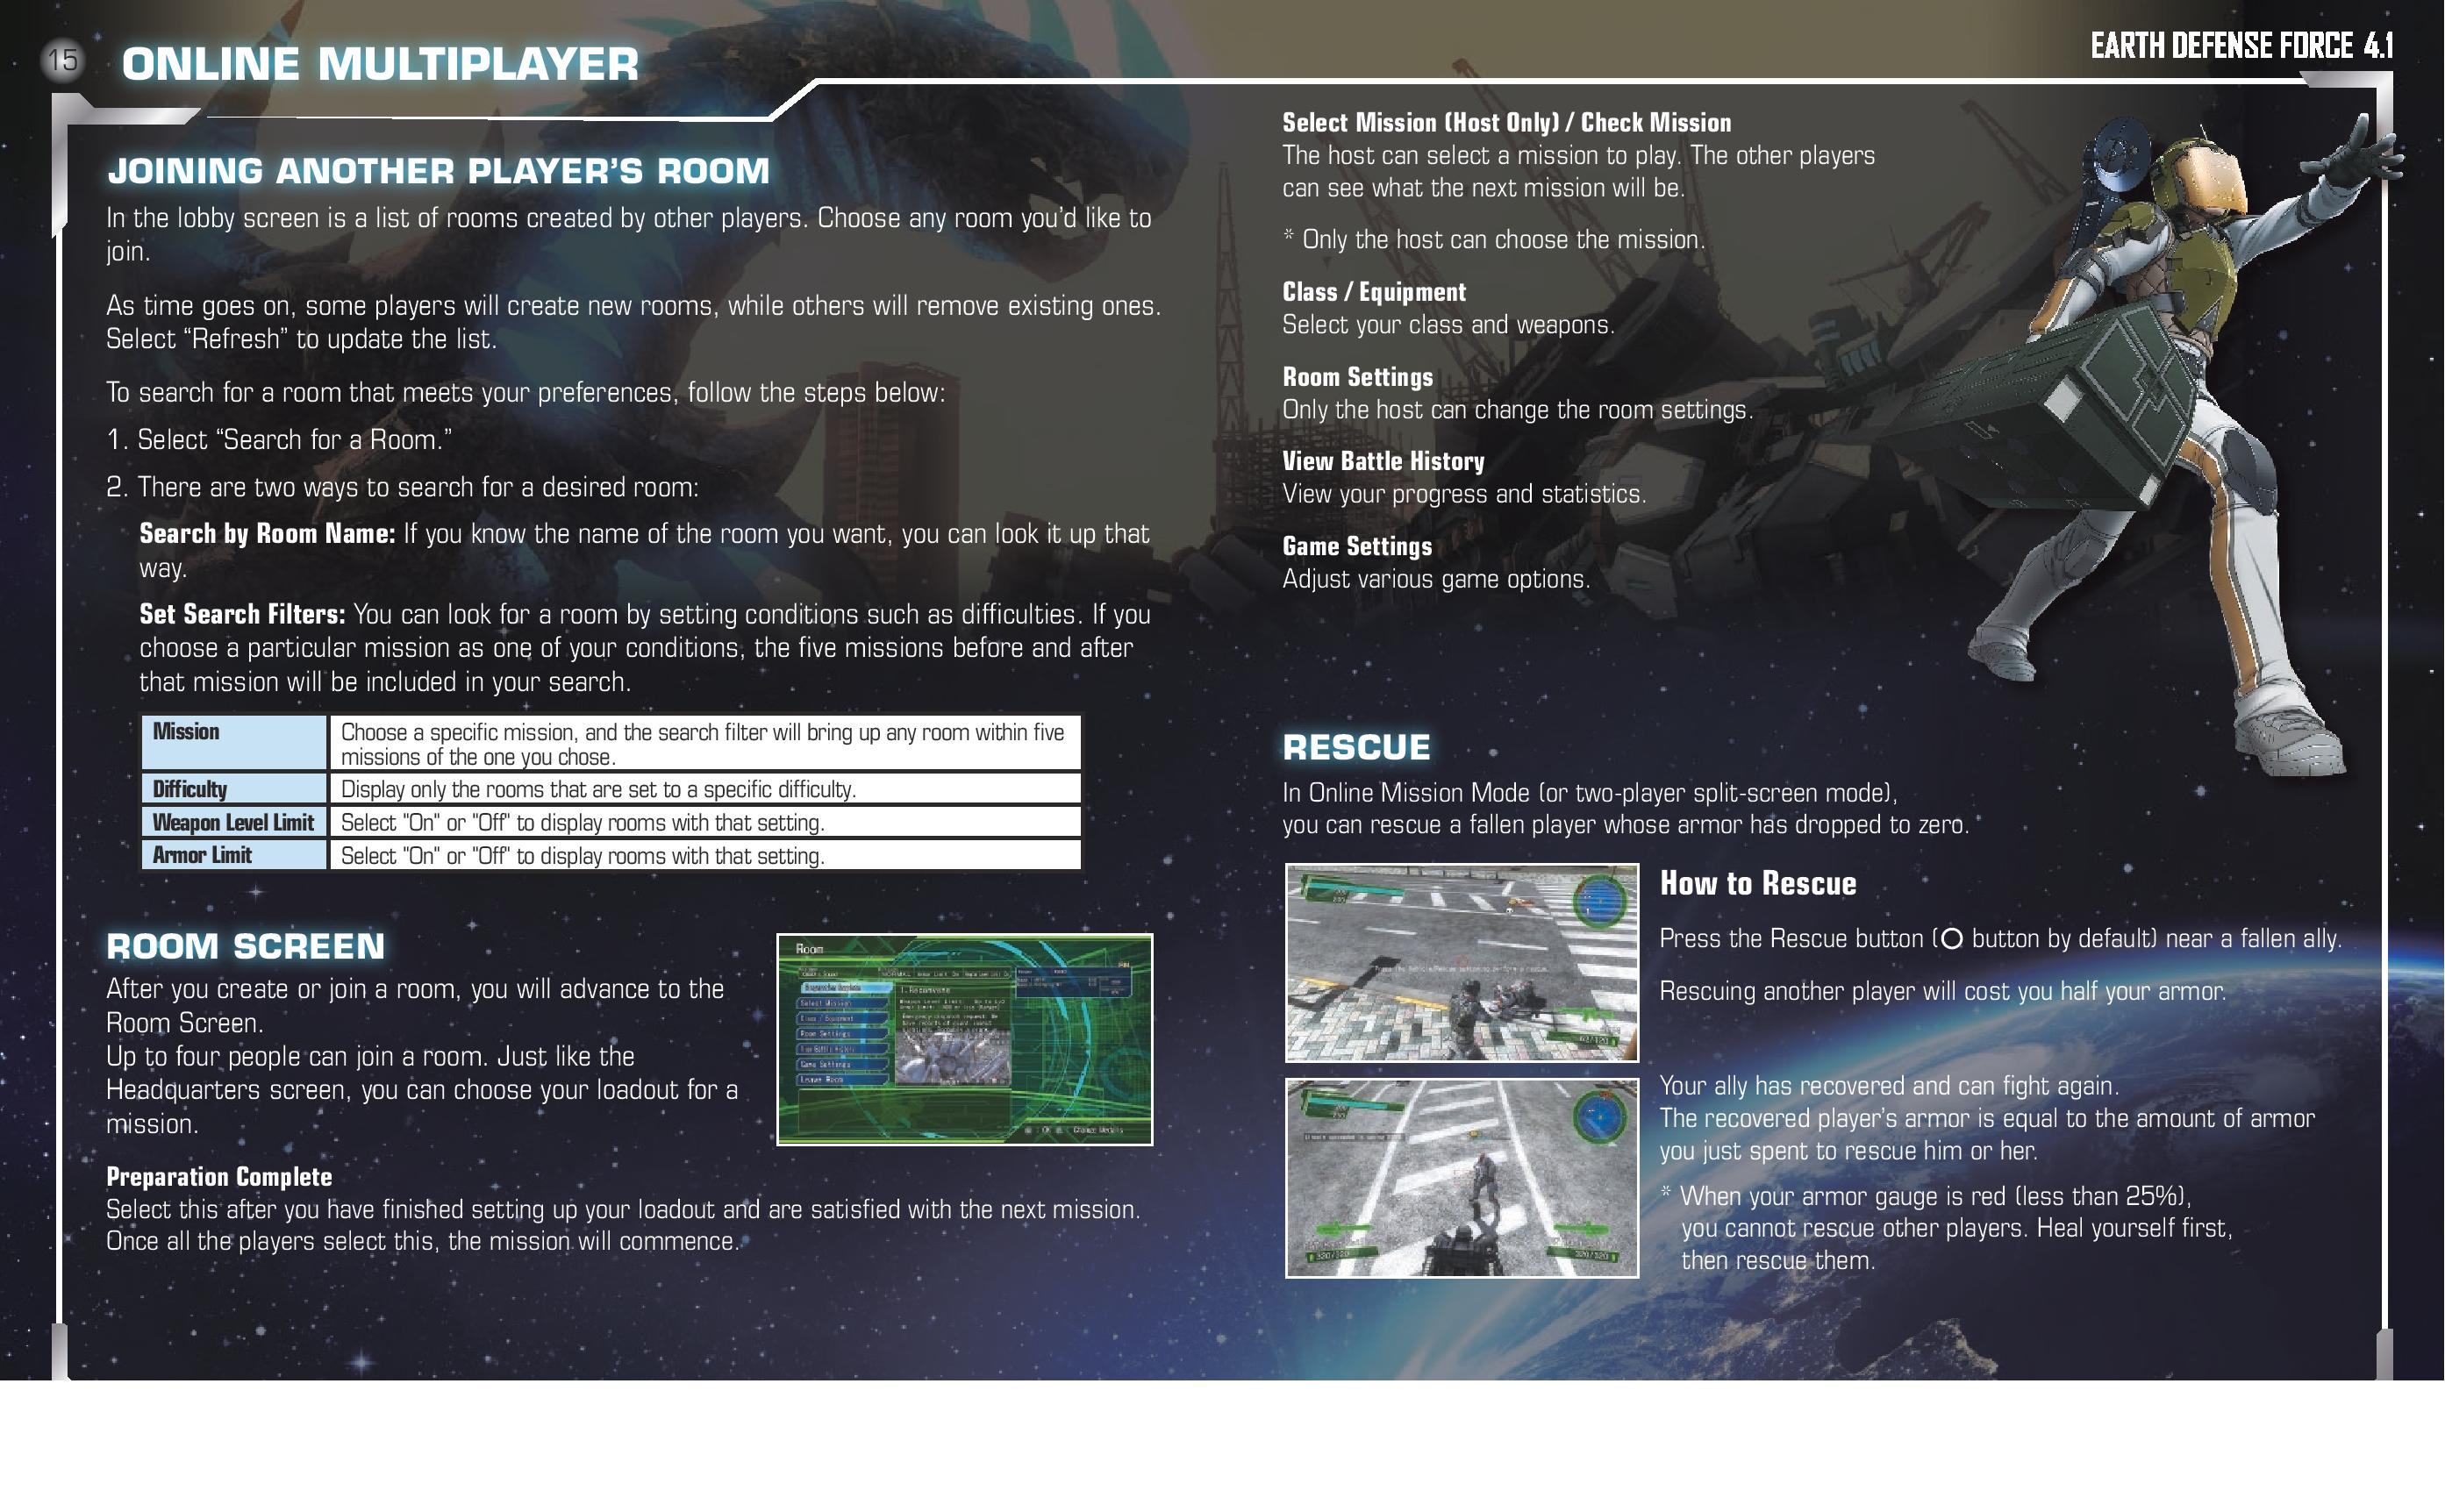 15
ONLINE MULTIPLAYER
EARTH DEFENSE FORCE 4.1
JOINING ANOTHER PLAYER'S ROOM
In the lobby screen is a list of rooms created by other players. Choose any room you'd like to
join.
As time goes on, some players will create new rooms, while others will remove existing ones.
Select “Refresh” to update the list.
To search for a room that meets your preferences, follow the steps below:
1. Select “Search for a Room.”
2. There are two ways to search for a desired room:
Search by Room Name: If you know the name of the room you want, you can look it up that
way.
Set Search Filters: You can look for a room by setting conditions such as difficulties. If you
choose a particular mission as one of your conditions, the five missions before and after
that mission will be included in your search.
Mission Choose a specific mission, and the search filter will bring up any room within five
missions of the one you chose.
Difficulty Display only the rooms that are set to a specific difficulty.
Weapon Level Limit Select "On" or "Off" to display rooms with that setting.
Armor Limit Select "On" or "Off" to display rooms with that setting.
ROOM SCREEN
After you create or join a room, you will advance to the
Room Screen.
Up to four people can join a room. Just like the
Headquarters screen, you can choose your loadout for a
mission.
Room
Select Mission
Class / Equipment
Room Settings
Game Settings
Leave Room
Preparation Complete
Select this after you have finished setting up your loadout and are satisfied with the next mission.
Once all the players select this, the mission will commence.
Select Mission (Host Only) / Check Mission
The host can select a mission to play. The other players
can see what the next mission will be.
* Only the host can choose the mission.
Class / Equipment
Select your class and weapons.
Room Settings
Only the host can change the room settings.
View Battle History
View your progress and statistics.
Game Settings
Adjust various game options.
RESCUE
In Online Mission Mode (or two-player split-screen mode),
you can rescue a fallen player whose armor has dropped to zero.
How to Rescue
Press the Rescue button (O button by default) near a fallen ally.
Rescuing another player will cost you half your armor.
Your ally has recovered and can fight again.
The recovered player's armor is equal to the amount of armor
you just spent to rescue him or her.
* When your armor gauge is red (less than 25%),
you cannot rescue other players. Heal yourself first,
then rescue them.